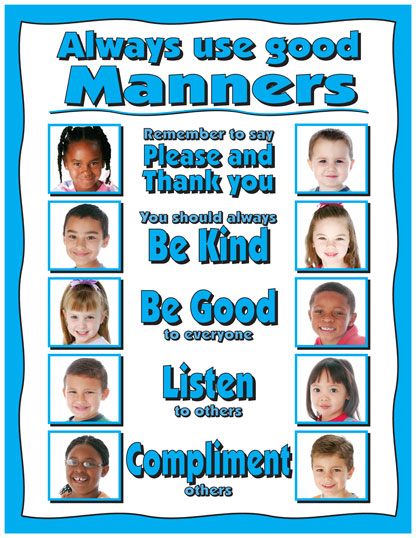 Always use good
Manners
Remember to say
Please and
Thank you
You should always
Be Kind
Be Good
to everyone
Listen
to others
Compliment
others